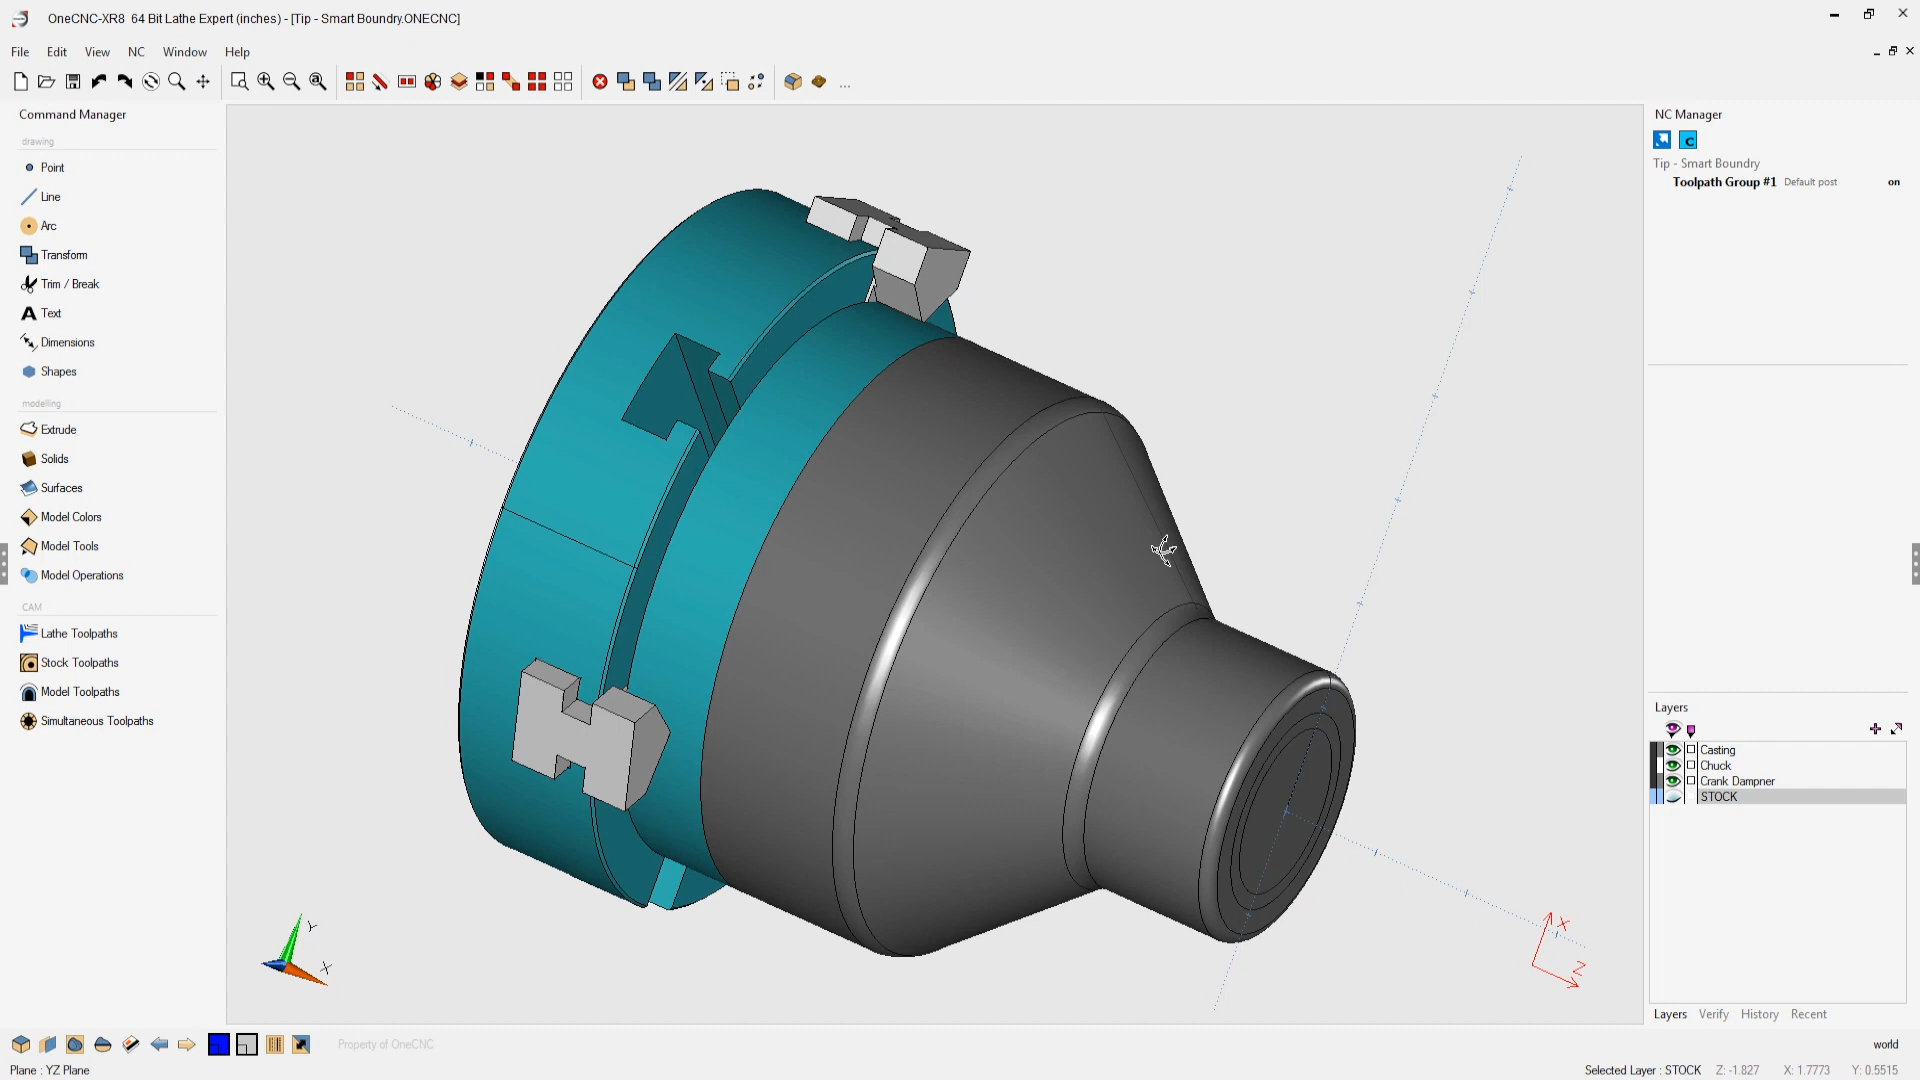 OneCNC-XR8 64 Bit Lathe Expert (inches) - [Tip - Smart Boundry.ONECNC]
File Edit View NC Window Help
Command Manager
drawing
Point
Line
Arc
Transform
Trim / Break
Text
Dimensions
Shapes
modelling
Extrude
Solids
Surfaces
Model Colors
Model Tools
Model Operations
CAM
Lathe Toolpaths
Stock Toolpaths
Model Toolpaths
Simultaneous Toolpaths
Y
X
X
Z
NC Manager
C
Tip - Smart Boundry
Toolpath Group #1 Default post on
Layers
Casting
Chuck
Crank Dampner
STOCK
Layers Verify History Recent
Property of OneCNC
world
Plane : YZ Plane
Selected Layer : STOCK Z: -1.827 X: 1.7773 Y: 0.5515